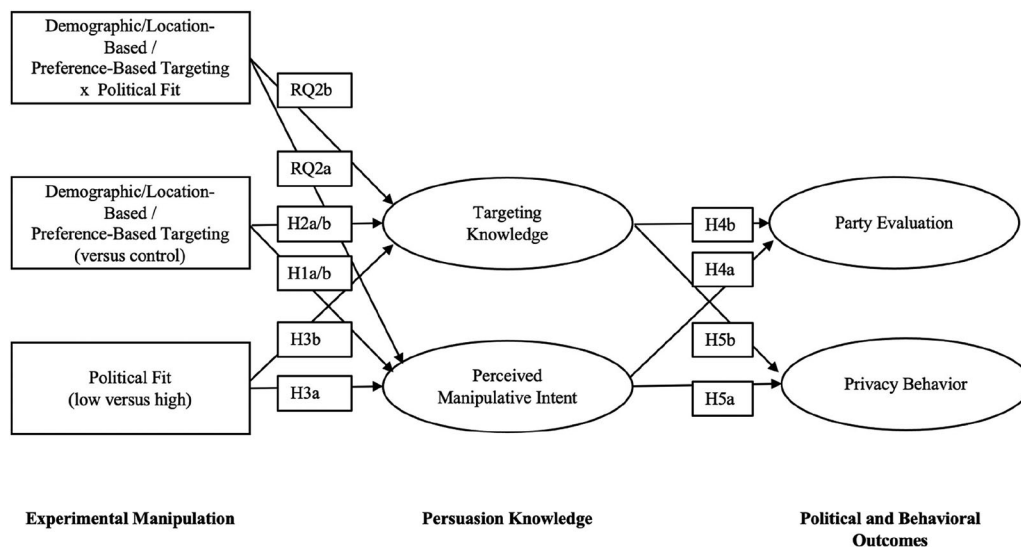 Demographic/Location-
Based /
Preference-Based Targeting
x Political Fit
RQ2b
RQ2a
Demographic/Location-
Based /
Preference-Based Targeting
(versus control)
H2a/b
H1a/b
Targeting
Knowledge
H4b
H4a
Party Evaluation
Political Fit
(low versus high)
H3b
H3a
Perceived
Manipulative Intent
H5b
H5a
Privacy Behavior
Experimental Manipulation
Persuasion Knowledge
Political and Behavioral
Outcomes